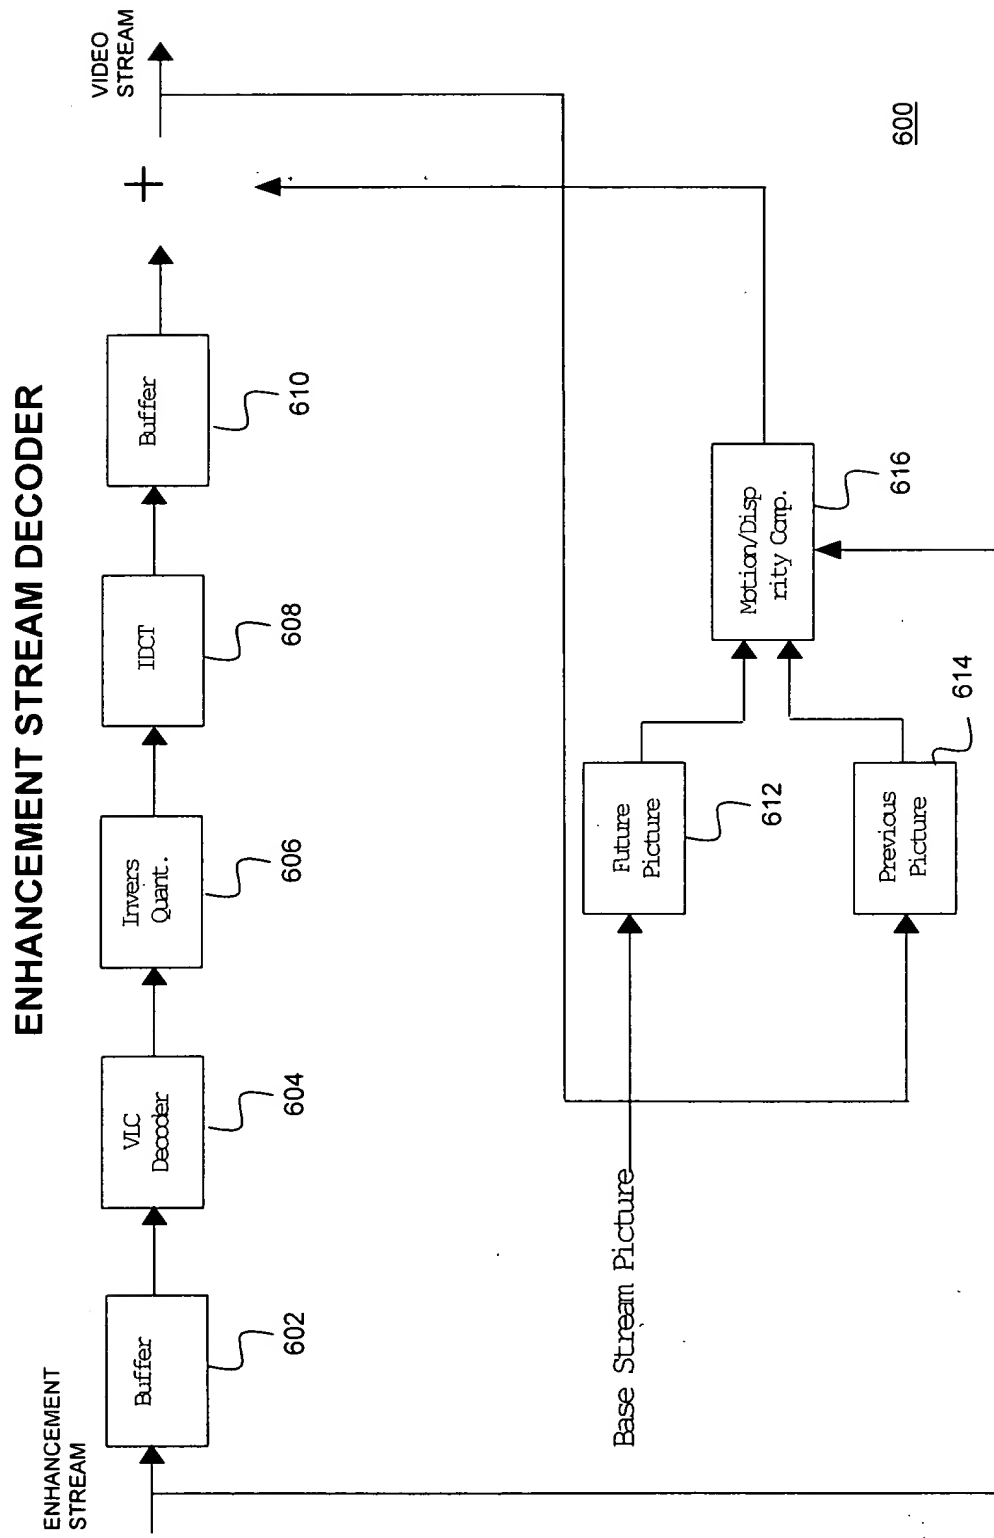 ENHANCEMENT STREAM DECODER
ENHANCEMENT
STREAM
Buffer
602
VLC
Decoder
604
Invers
Quant.
606
IDCT
608
Buffer
610
+
VIDEO
STREAM
Base Stream Picture
Future
Picture
612
Previous
Picture
614
Motion/Disp
rity Comp.
616
600